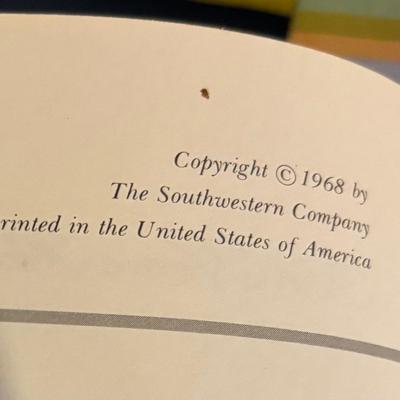 Copyright © 1968 by
The Southwestern Company
rinted in the United States of America